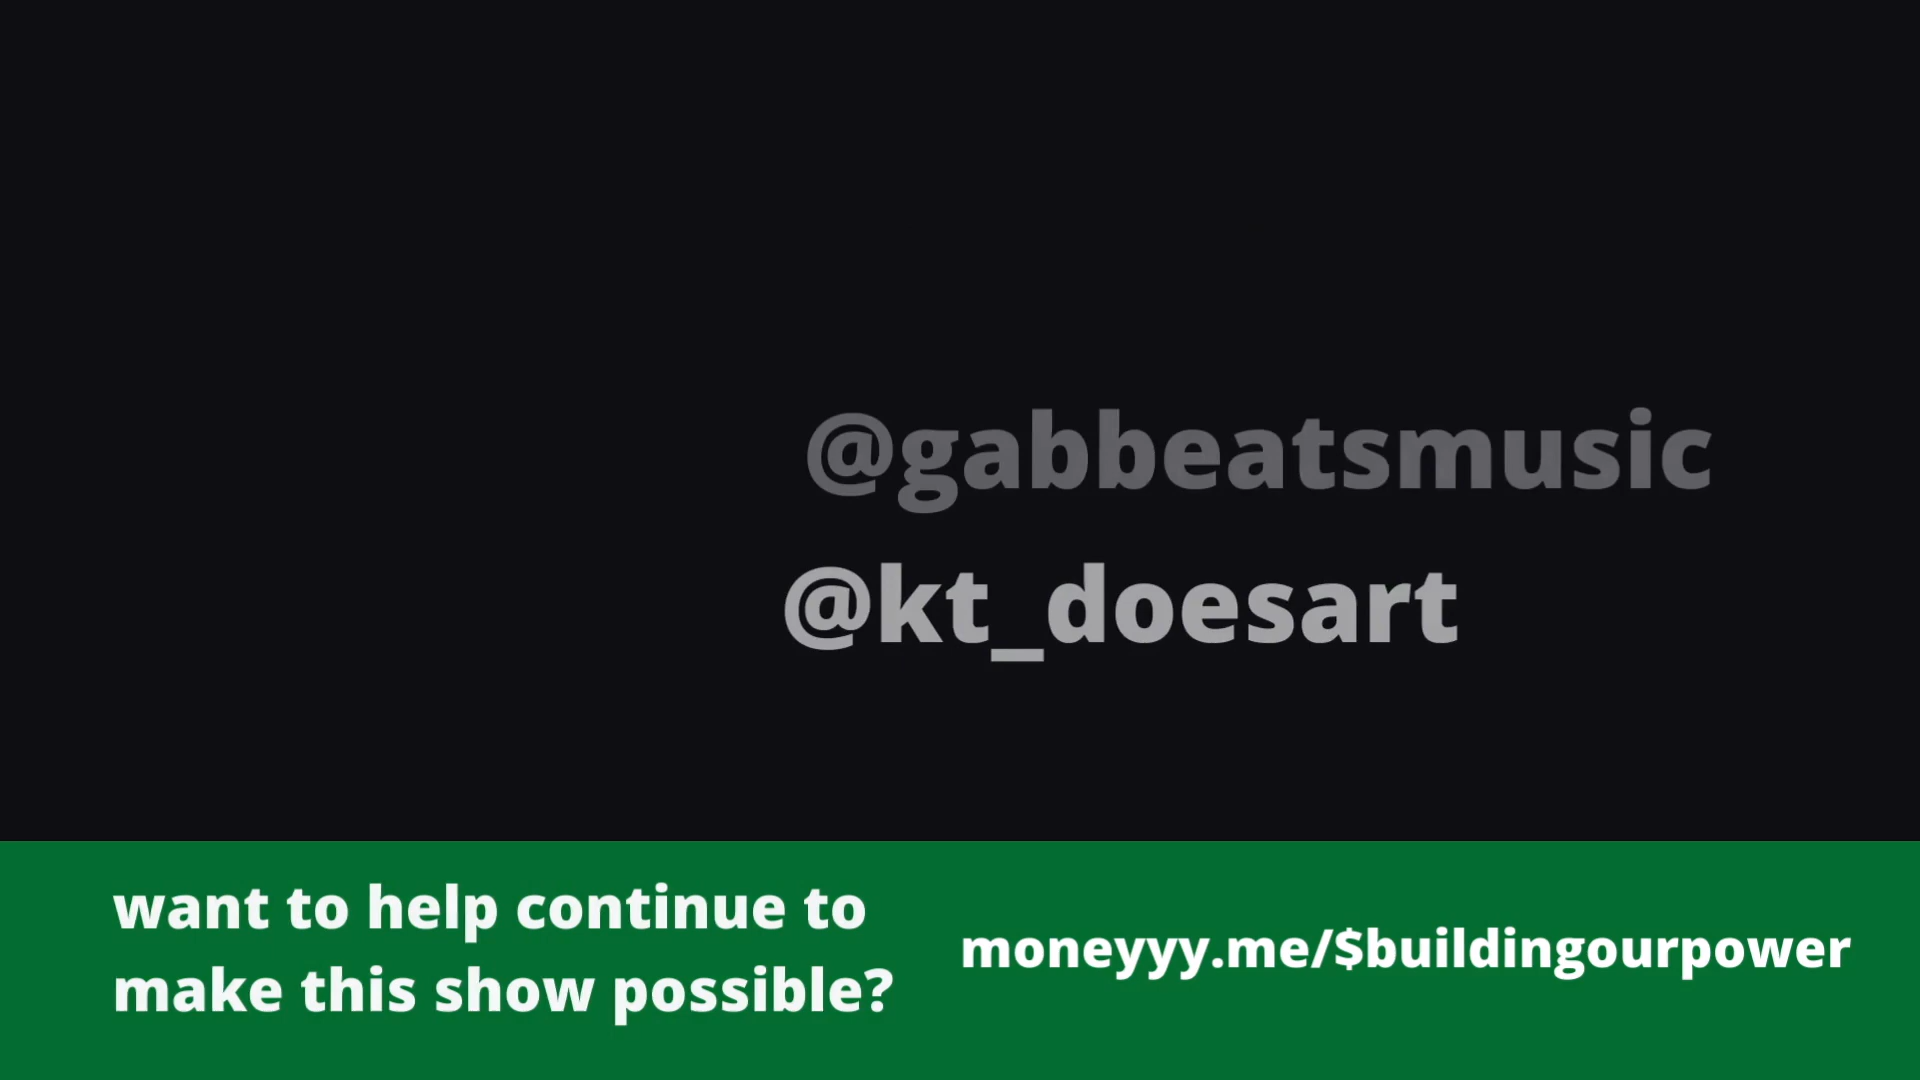 @gabbeatsmusic
@kt_doesart
want to help continue to
make this show possible?
moneyyy.me/$buildingourpower